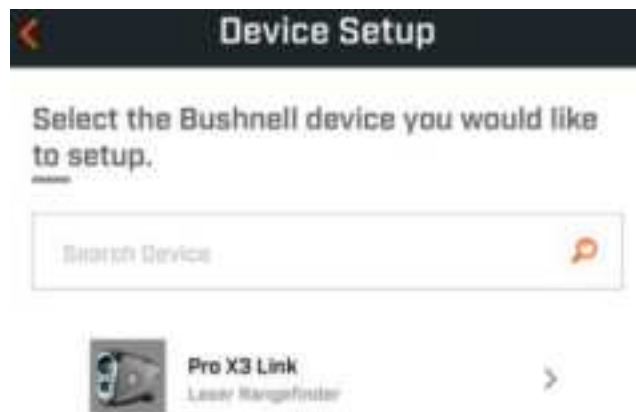 Device Setup
Select the Bushnell device you would like
to setup.
Search Device
Pro X3 Link
Laser Rangefinder